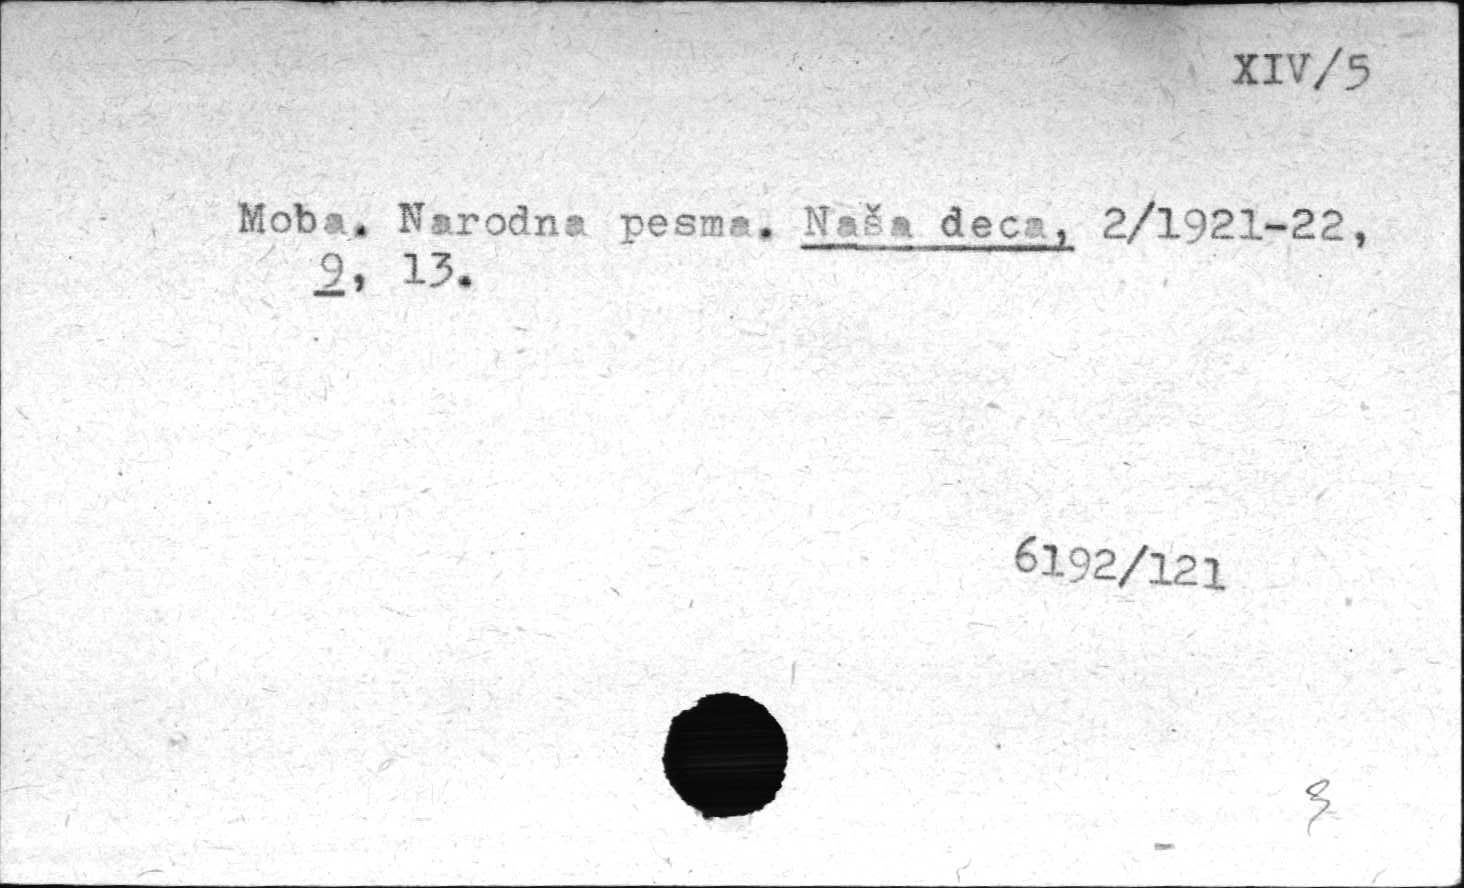 XIV/5
Moba. Narodna pesma. Naša deca, 2/1921-22,
9, 13.
6192/121